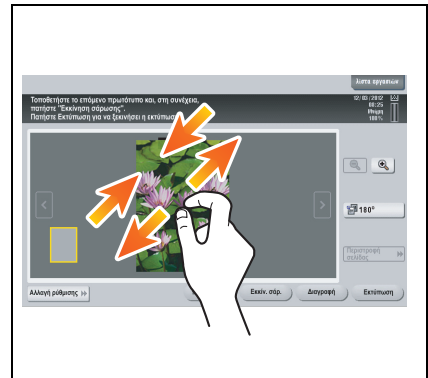 λίστα εργασιών
Τοποθετήστε το επόμενο πρωτότυπο και, στη συνέχεια,
πατήστε "Εκκίνηση σάρωσης".
Πατήστε Εκτύπωση για να ξεκινήσει η εκτύπωση
12/03/2012
08:25
Μνήμη
100%
180°
Περιστροφή
σελίδας
Αλλαγή ρύθμισης
Εκκίν. σάρ.
Διαγραφή
Εκτύπωση